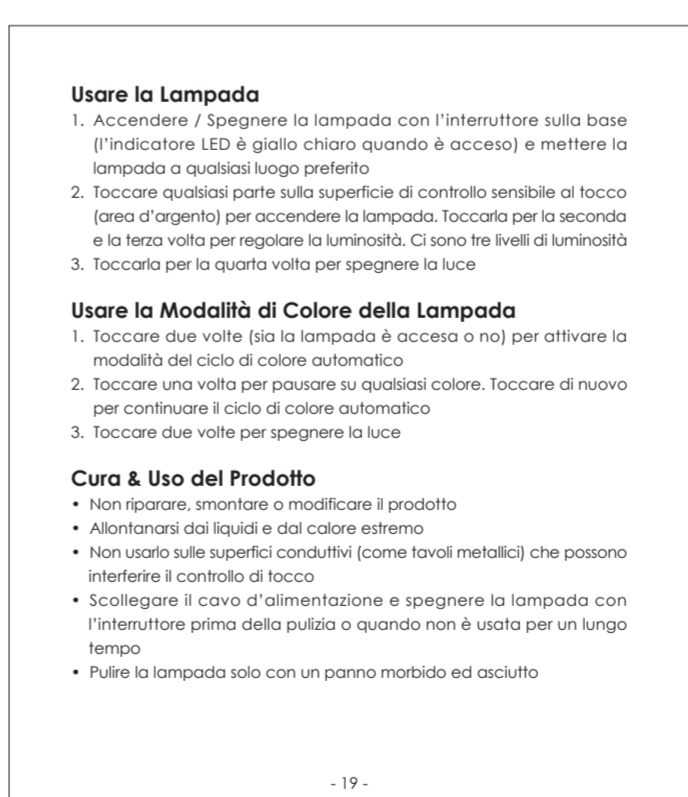 Usare la Lampada
1. Accendere / Spegnere la lampada con l'interruttore sulla base
(l'indicatore LED è giallo chiaro quando è acceso) e mettere la
lampada a qualsiasi luogo preferito
2. Toccare qualsiasi parte sulla superficie di controllo sensibile al tocco
(area d'argento) per accendere la lampada. Toccarla per la seconda
e la terza volta per regolare la luminosità. Ci sono tre livelli di luminosità
3. Toccarla per la quarta volta per spegnere la luce
Usare la Modalità di Colore della Lampada
1. Toccare due volte (sia la lampada è accesa o no) per attivare la
modalità del ciclo di colore automatico
2. Toccare una volta per pausare su qualsiasi colore. Toccare di nuovo
per continuare il ciclo di colore automatico
3. Toccare due volte per spegnere la luce
Cura & Uso del Prodotto
• Non riparare, smontare o modificare il prodotto
• Allontanarsi dai liquidi e dal calore estremo
• Non usarlo sulle superfici conduttivi (come tavoli metallici) che possono
interferire il controllo di tocco
• Scollegare il cavo d'alimentazione e spegnere la lampada con
l'interruttore prima della pulizia o quando non è usata per un lungo
tempo
• Pulire la lampada solo con un panno morbido ed asciutto
- 19 -